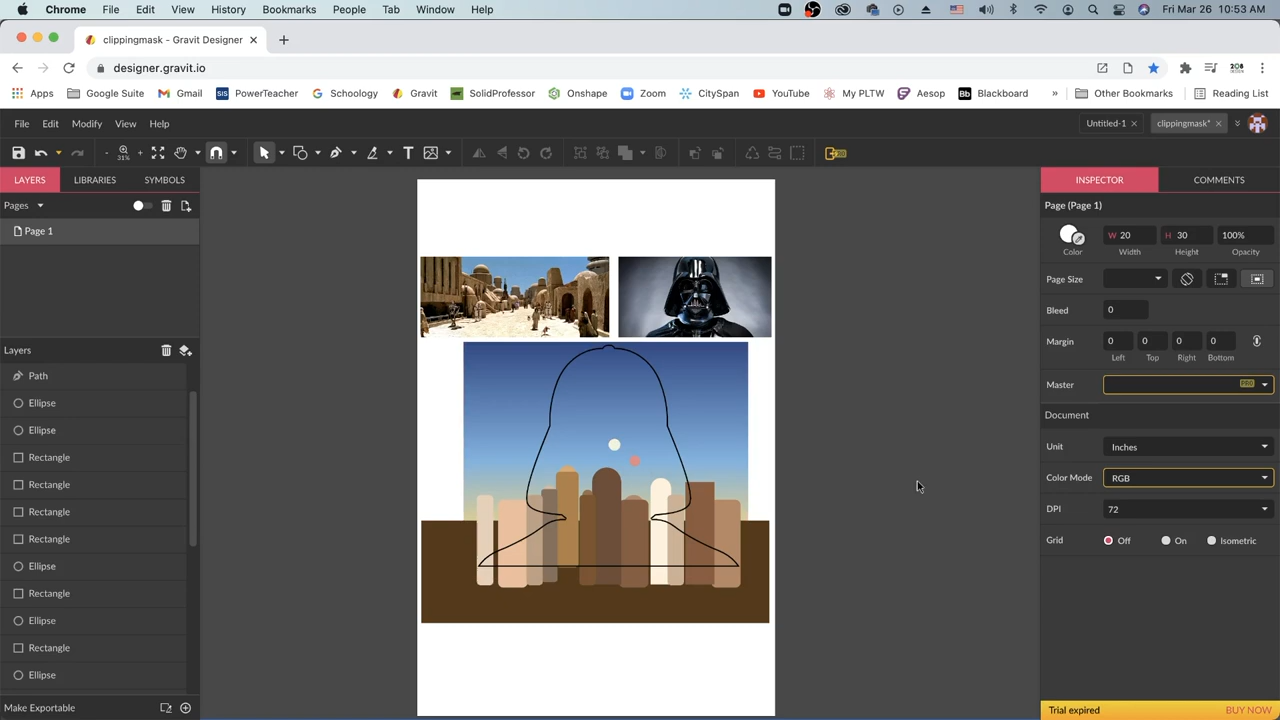 Chrome File Edit View History Bookmarks People Tab Window Help Fri Mar 26 10:53 AM
clippingmask - Gravit Designer
designer.gravit.io
Apps Google Suite Gmail SIS PowerTeacher Schoology Gravit SolidProfessor Onshape Zoom CitySpan YouTube My PLTW Aesop Bb Blackboard » Other Bookmarks Reading List
File Edit Modify View Help Untitled-1 clippingmask*
- 31% +
LAYERS LIBRARIES SYMBOLS INSPECTOR COMMENTS
Pages Page (Page 1)
Page 1 W 20 H 30 100%
Color Width Height Opacity
Page Size
Bleed 0
Layers Margin 0 0 0 0
Left Top Right Bottom
Path Master PRO
Ellipse Document
Ellipse Unit Inches
Rectangle
Rectangle Color Mode RGB
Rectangle DPI 72
Rectangle Grid Off On Isometric
Ellipse
Rectangle
Ellipse
Rectangle
Ellipse
Make Exportable Trial expired BUY NOW